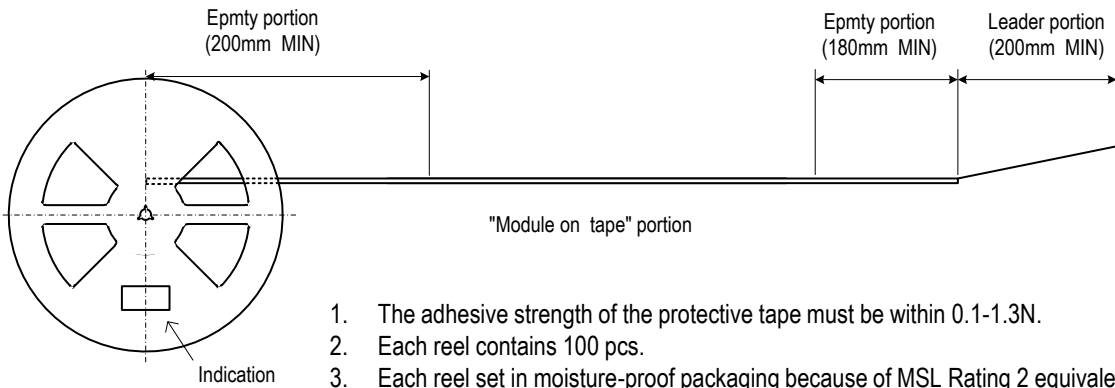 Epmty portion
(200mm MIN)
Epmty portion
(180mm MIN)
Leader portion
(200mm MIN)
"Module on tape" portion
Indication
1. The adhesive strength of the protective tape must be within 0.1-1.3N.
2. Each reel contains 100 pcs.
3. Each reel set in moisture-proof packaging because of MSL Rating 2